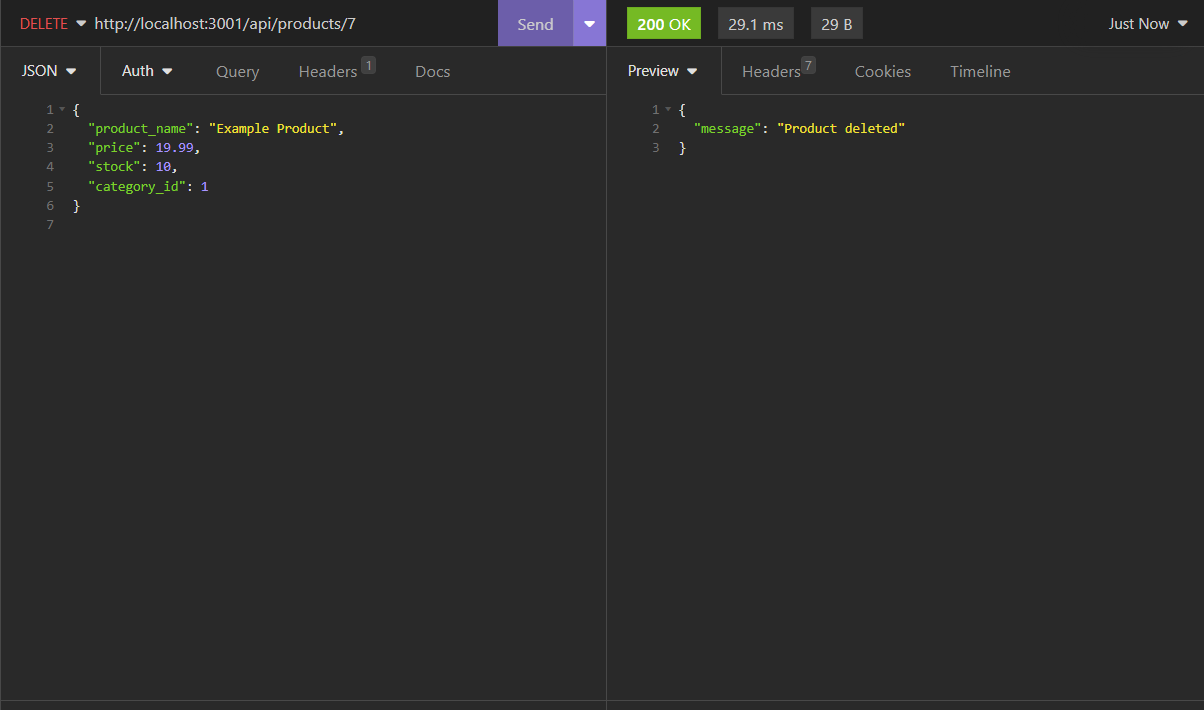 DELETE http://localhost:3001/api/products/7 Send 200 OK 29.1 ms 29 B Just Now
JSON Auth Query Headers 1 Docs
1 {
2 "product_name": "Example Product",
3 "price": 19.99,
4 "stock": 10,
5 "category_id": 1
6 }
7
Preview Headers 7 Cookies Timeline
1 {
2 "message": "Product deleted"
3 }